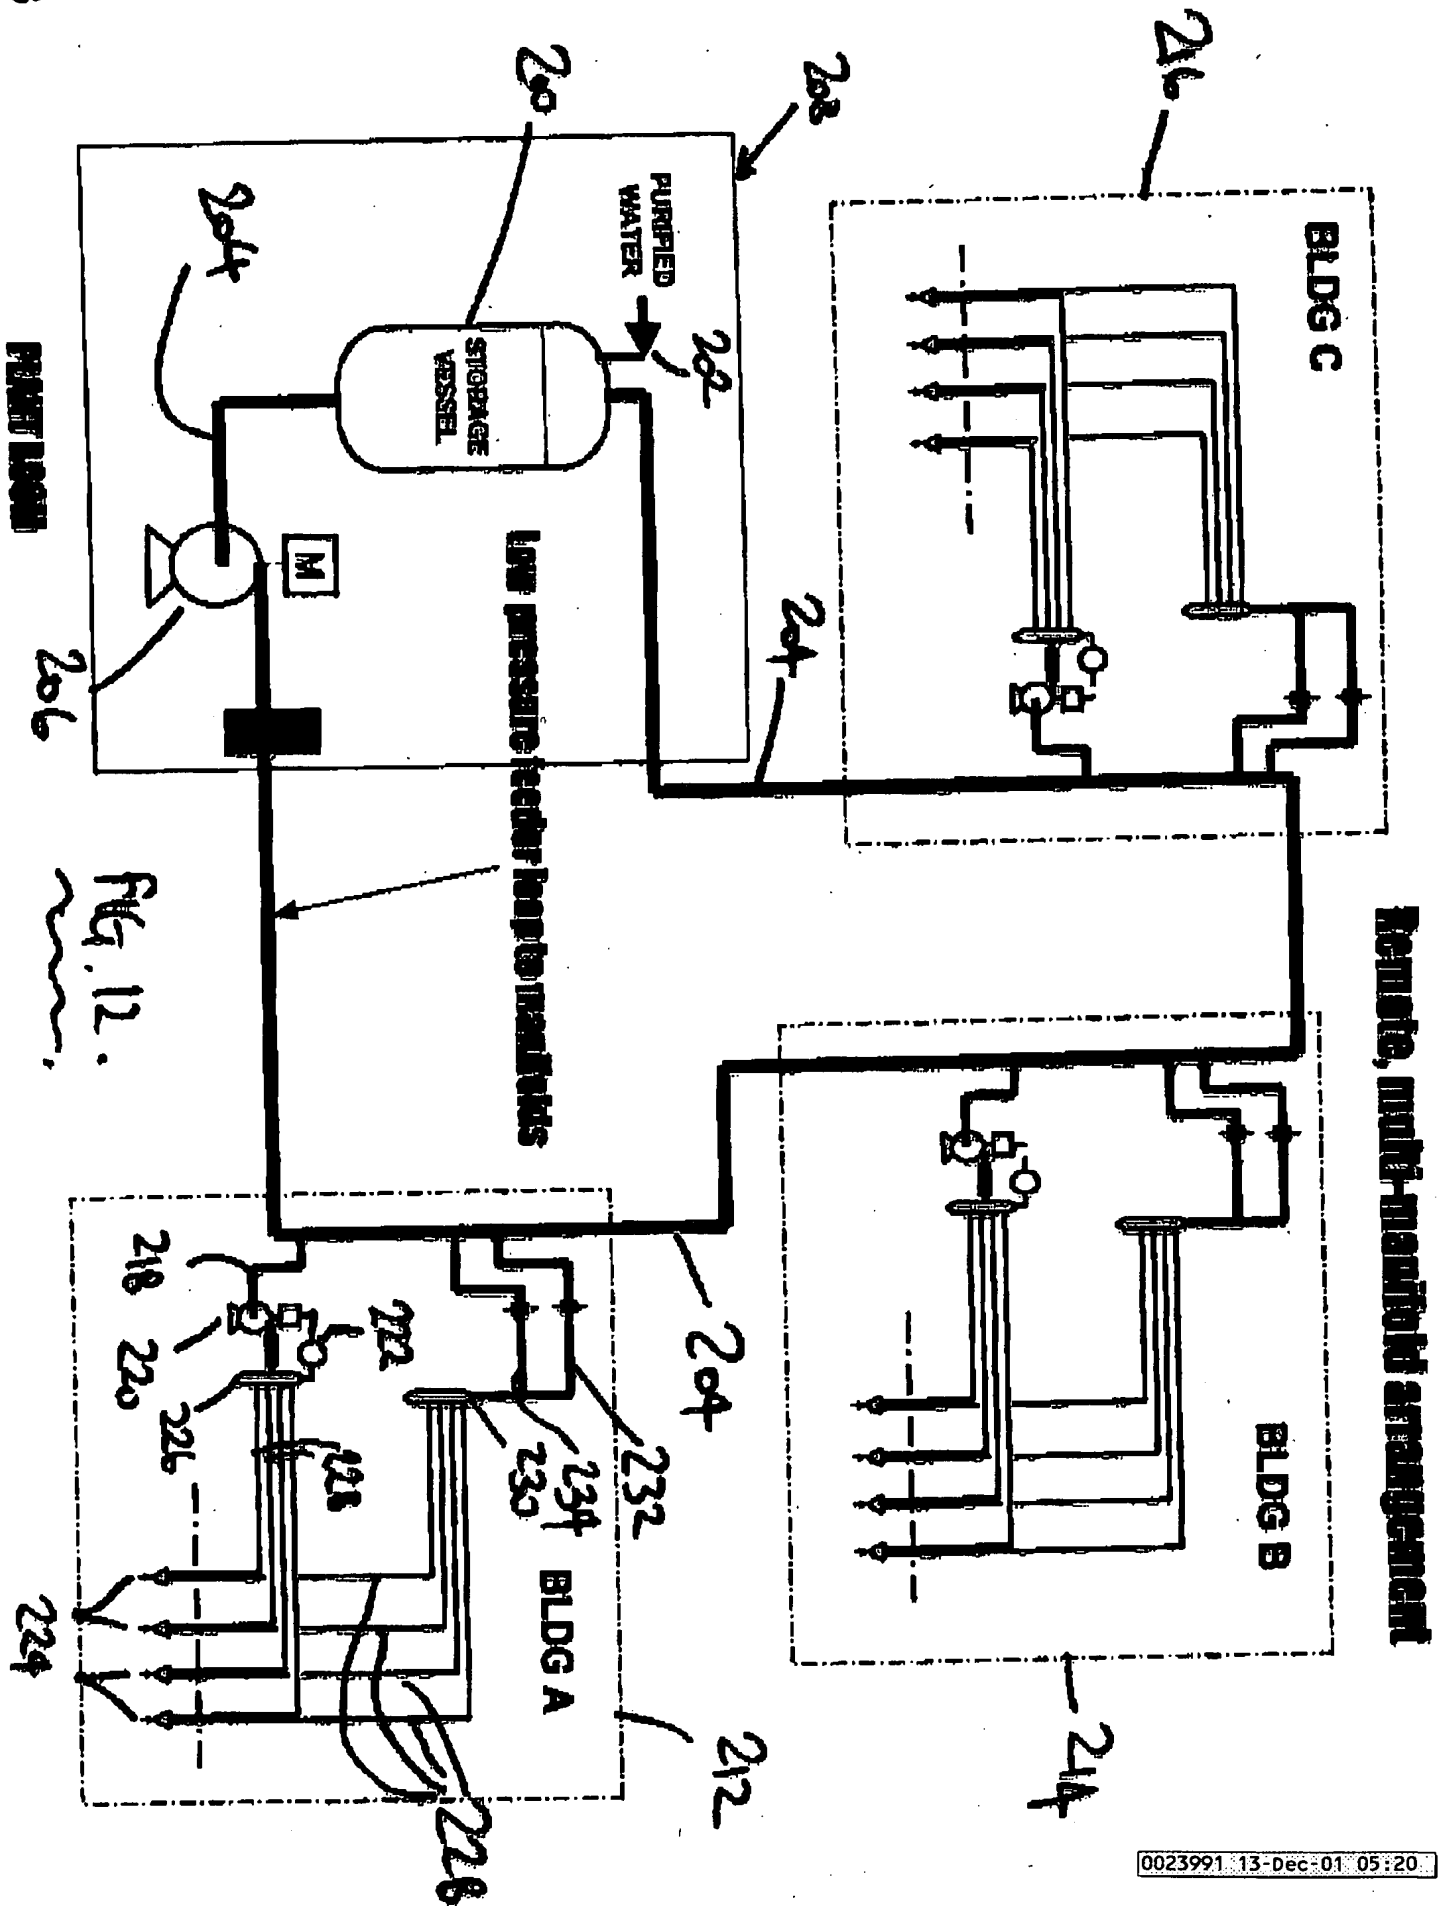 Remote, multi-manifold arrangement
216
BLDG C
208
200
PURIFIED
WATER
202
STORAGE
VESSEL
204
M
206
204
Low pressure feeder loop to manifolds
BLDG B
214
204
232
234
230
222
218
220
226
228
BLDG A
212
224
228
FIG. 12.
0023991 13-Dec-01 05:20